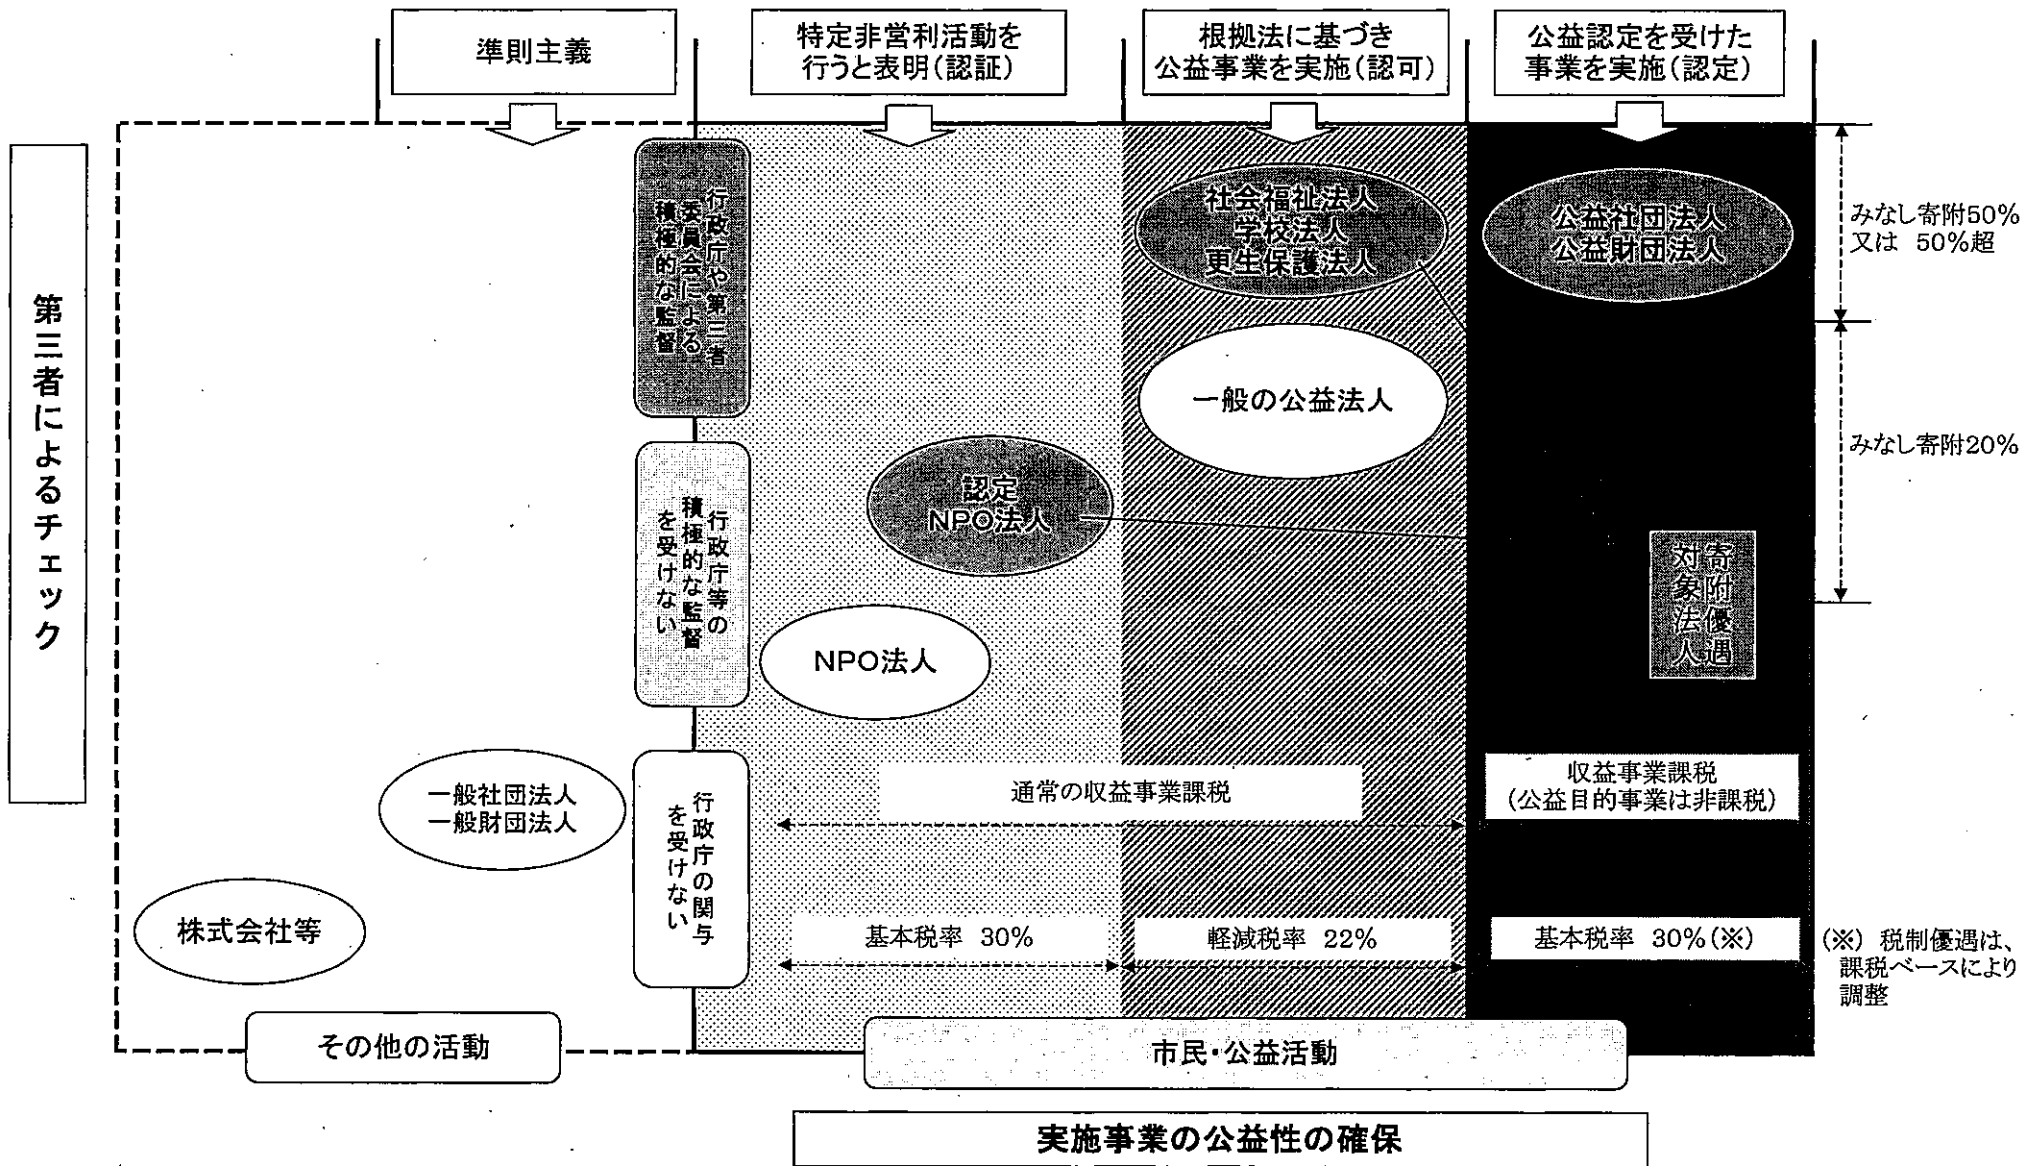 準則主義
特定非営利活動を
行うと表明(認証)
根拠法に基づき
公益事業を実施(認可)
公益認定を受けた
事業を実施(認定)
第三者によるチェック
行政庁や第三者
委員会による
積極的な監督
社会福祉法人
学校法人
更生保護法人
公益社団法人
公益財団法人
みなし寄附50%
又は 50%超
一般の公益法人
みなし寄附20%
行政庁等の
積極的な監督
を受けない
認定
NPO法人
寄附優遇
対象法人
NPO法人
一般社団法人
一般財団法人
行政庁の関与
を受けない
通常の収益事業課税
収益事業課税
(公益目的事業は非課税)
株式会社等
基本税率 30%
軽減税率 22%
基本税率 30%(※)
(※) 税制優遇は、
課税ベースにより
調整
その他の活動
市民・公益活動
実施事業の公益性の確保